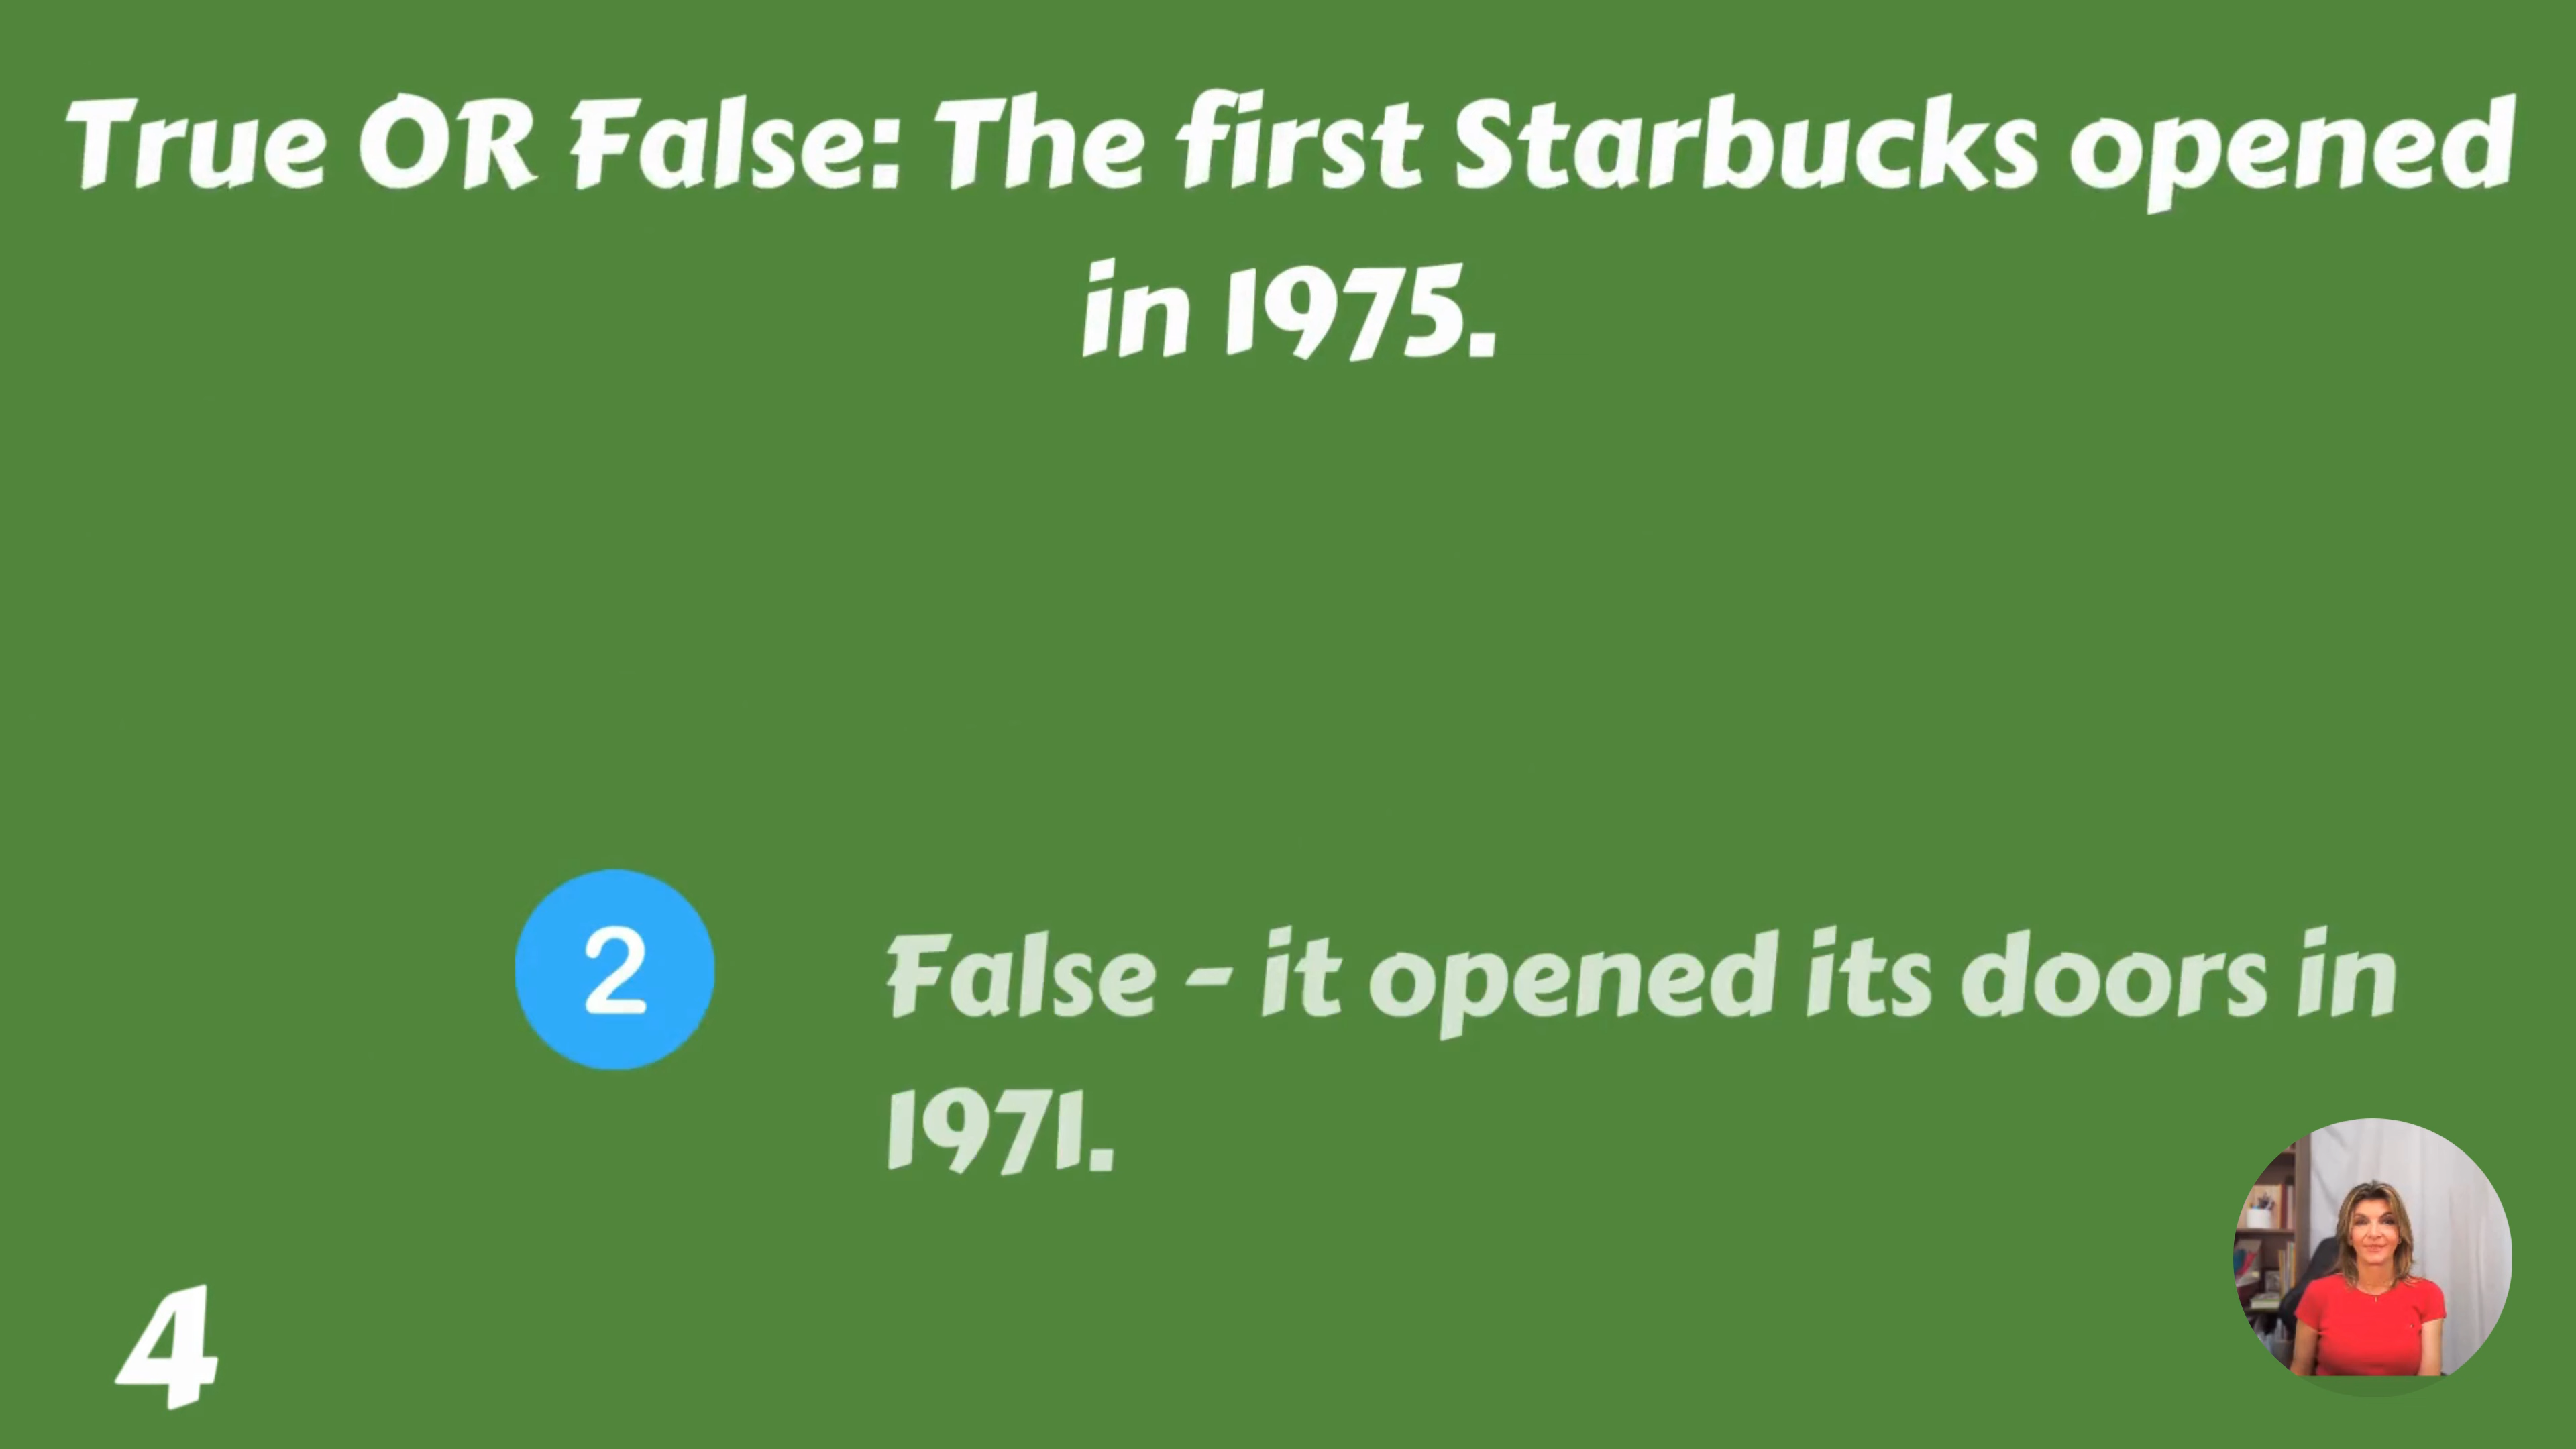 True OR False: The first Starbucks opened
in 1975.
2
False - it opened its doors in
1971.
4